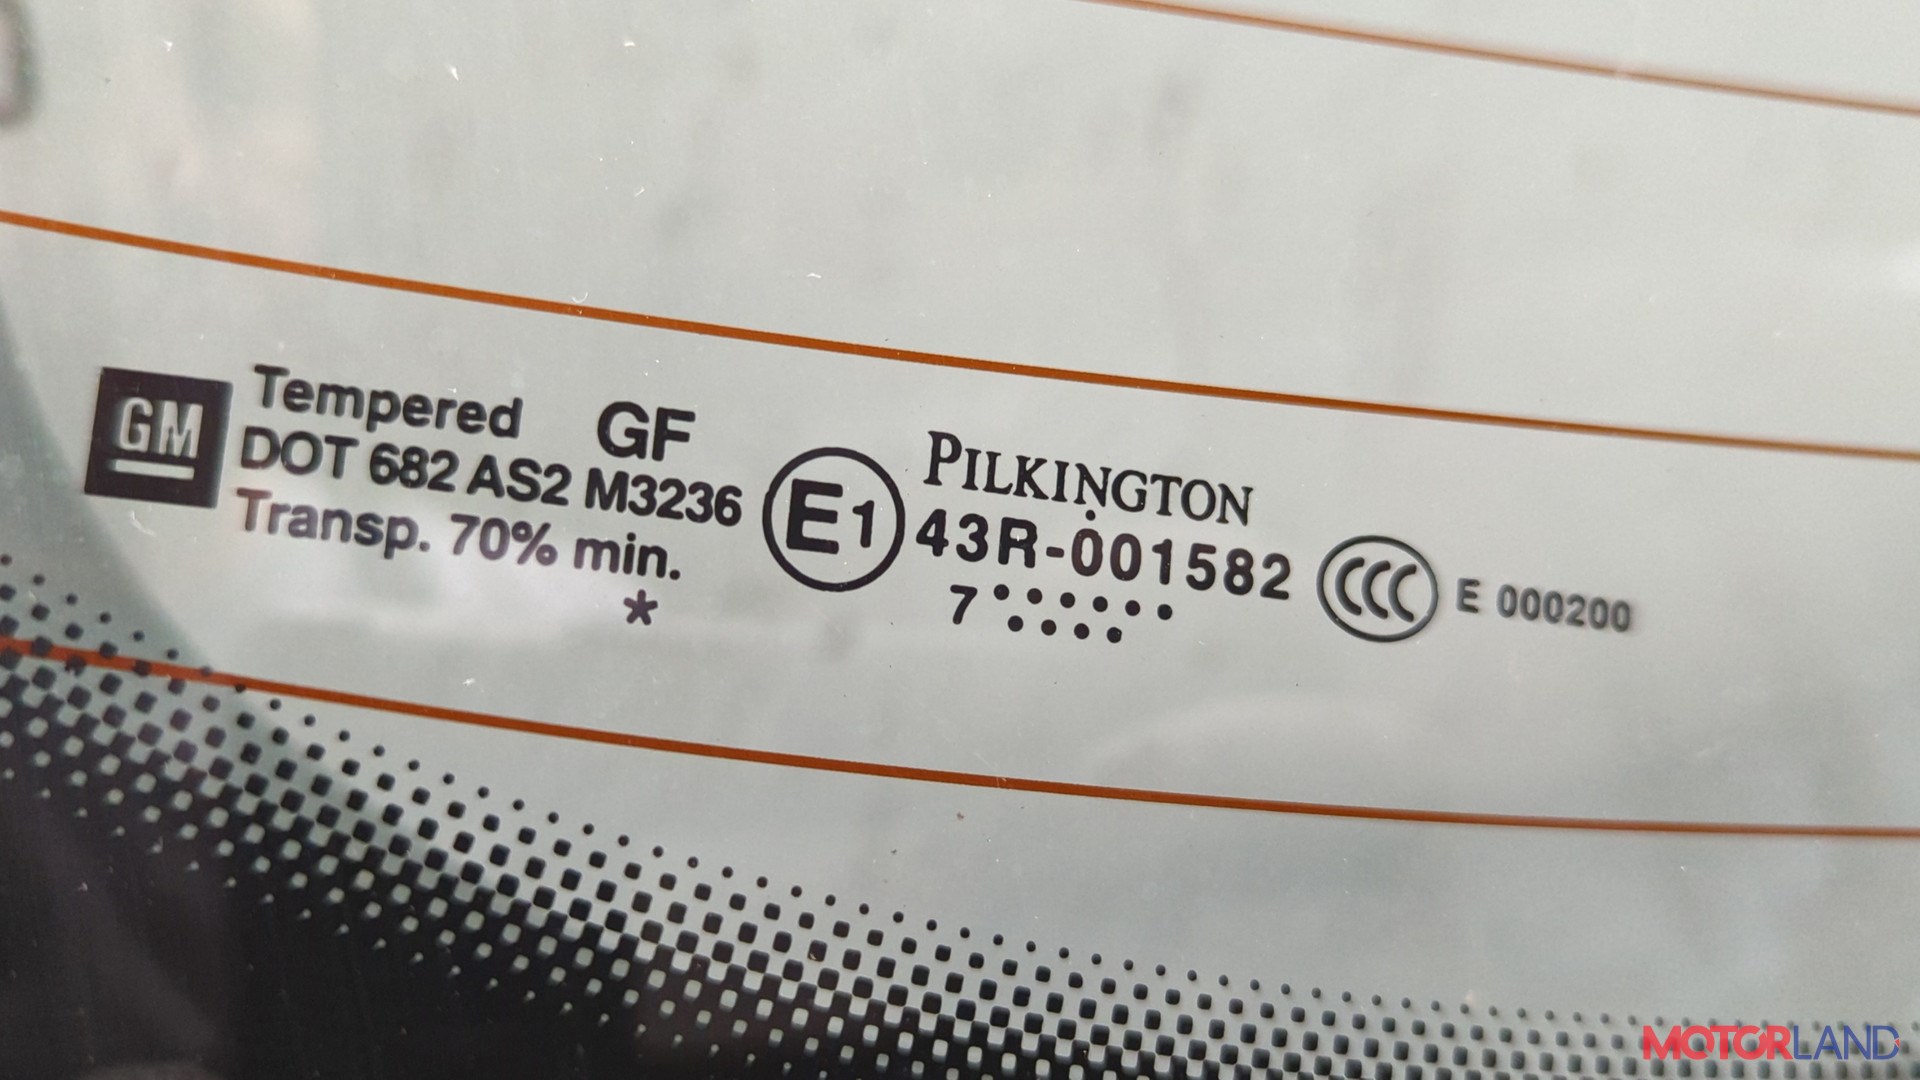 GM
Tempered GF
DOT 682 AS2 M3236
Transp. 70% min.
*
E1
PILKINGTON
43R-001582
7
CCC E 000200
MOTORLAND